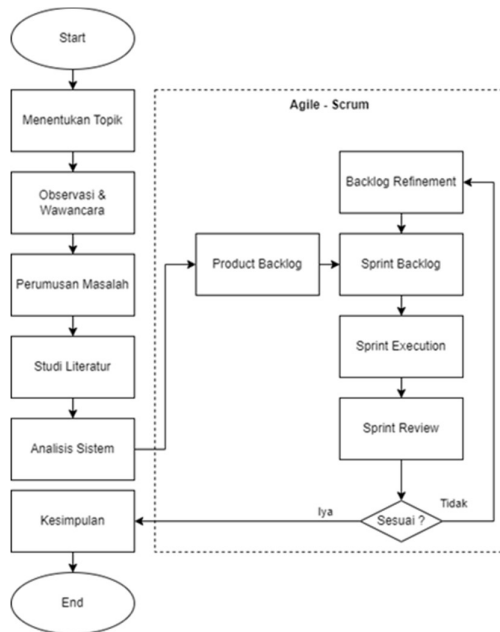 Start
Menentukan Topik
Observasi &
Wawancara
Perumusan Masalah
Studi Literatur
Analisis Sistem
Agile - Scrum
Product Backlog
Backlog Refinement
Sprint Backlog
Sprint Execution
Sprint Review
Sesuai ?
Tidak
Iya
Kesimpulan
End